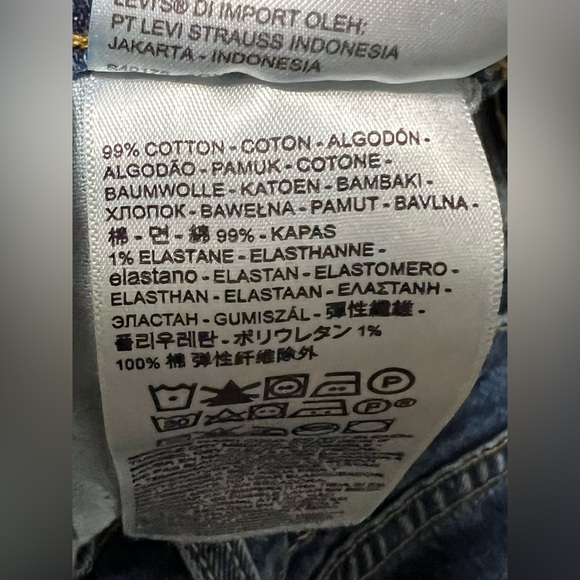 LEVI'S® DI IMPORT OLEH:
PT LEVI STRAUSS INDONESIA
JAKARTA - INDONESIA
99% COTTON - COTON - ALGODÓN -
ALGODÃO - PAMUK - COTONE -
BAUMWOLLE - KATOEN - BAMBAKI -
ХЛОПОК - BAWEŁNA - PAMUT - BAVLNA -
棉 - 면 - 綿 99% - KAPAS
1% ELASTANE - ELASTHANNE -
elastano - ELASTAN - ELASTOMERO -
ELASTHAN - ELASTAAN - ΕΛΑΣΤΑΝΗ -
ЭЛАСТАН - GUMISZÁL - 彈性纖維 -
폴리우레탄 - ポリウレタン 1%
100% 棉 弹性纤维除外
P
30 P ®